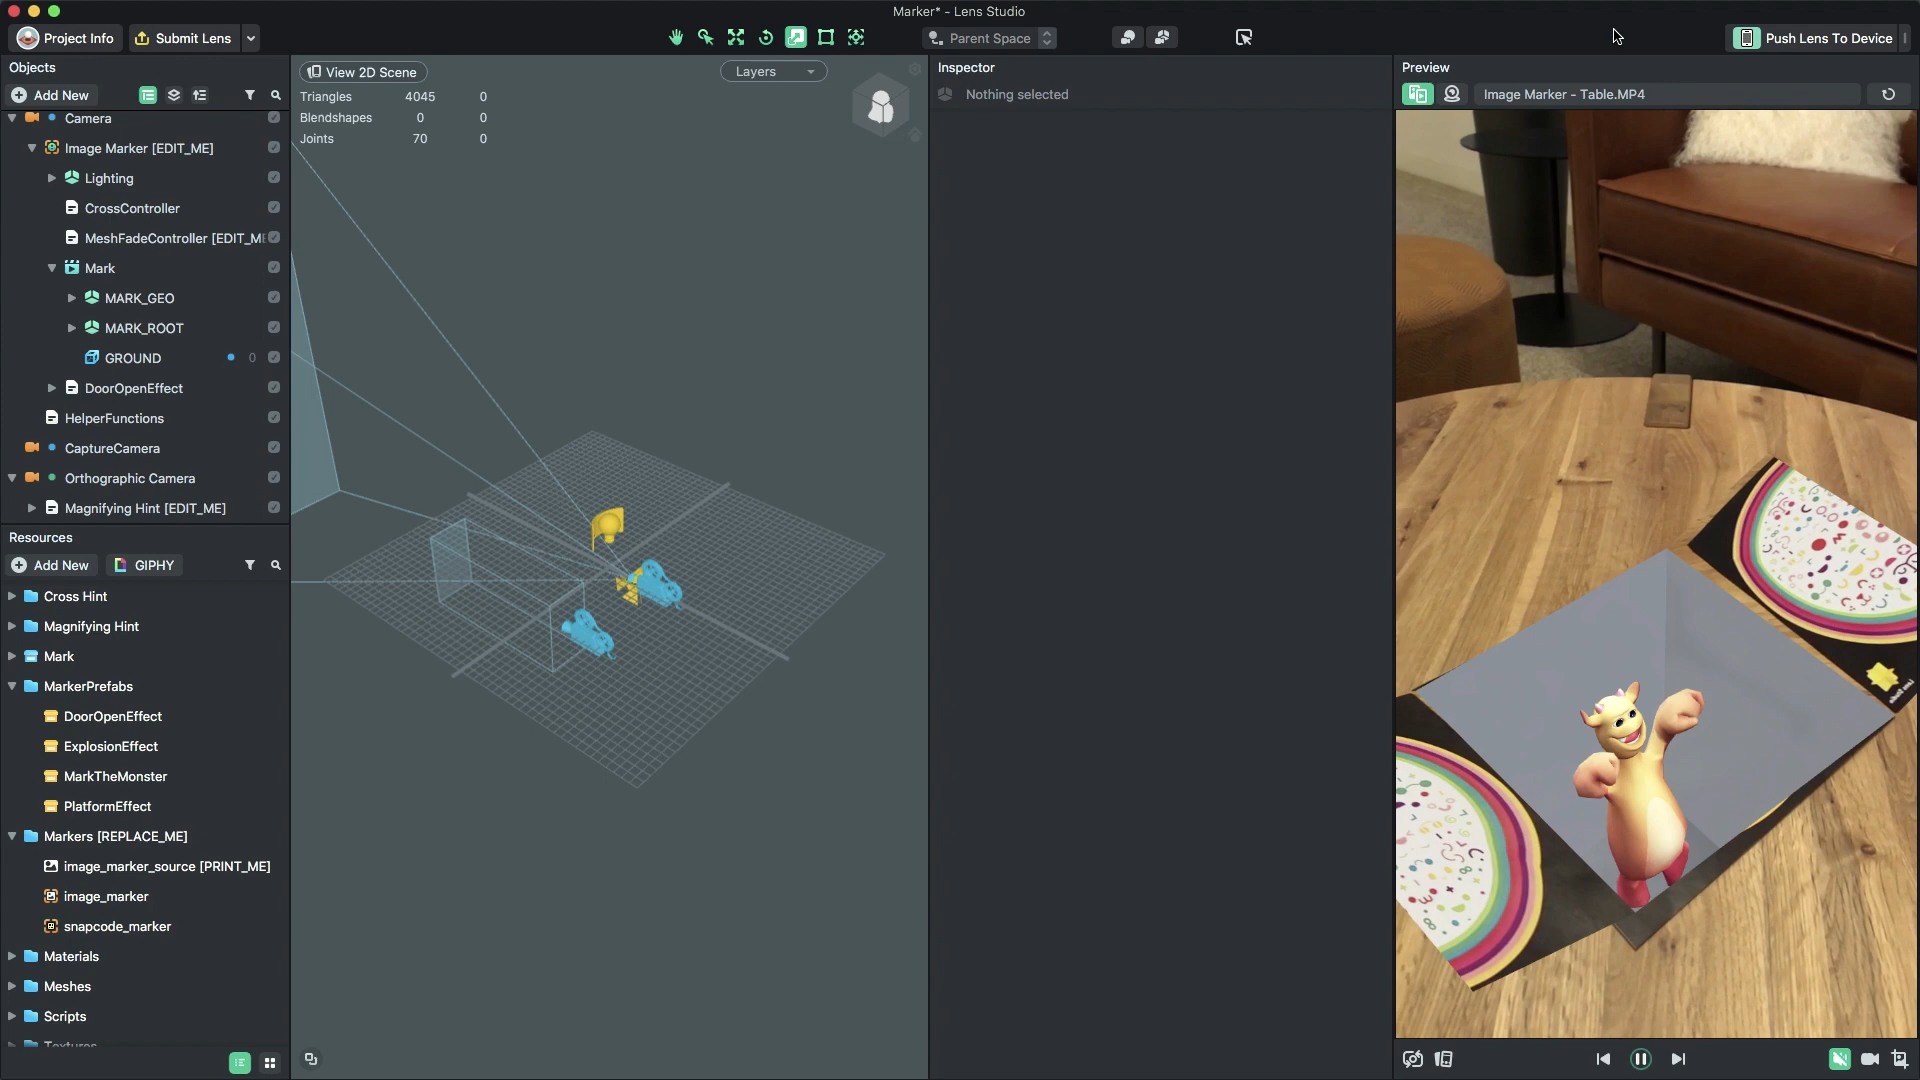 Marker* - Lens Studio
Project Info
Submit Lens
Parent Space
Push Lens To Device
Objects
Add New
Camera
Image Marker [EDIT_ME]
Lighting
CrossController
MeshFadeController [EDIT_ME
Mark
MARK_GEO
MARK_ROOT
GROUND 0
DoorOpenEffect
HelperFunctions
CaptureCamera
Orthographic Camera
Magnifying Hint [EDIT_ME]
Resources
Add New
GIPHY
Cross Hint
Magnifying Hint
Mark
MarkerPrefabs
DoorOpenEffect
ExplosionEffect
MarkTheMonster
PlatformEffect
Markers [REPLACE_ME]
image_marker_source [PRINT_ME]
image_marker
snapcode_marker
Materials
Meshes
Scripts
Textures
View 2D Scene
Layers
Triangles 4045 0
Blendshapes 0 0
Joints 70 0
Inspector
Nothing selected
Preview
Image Marker - Table.MP4